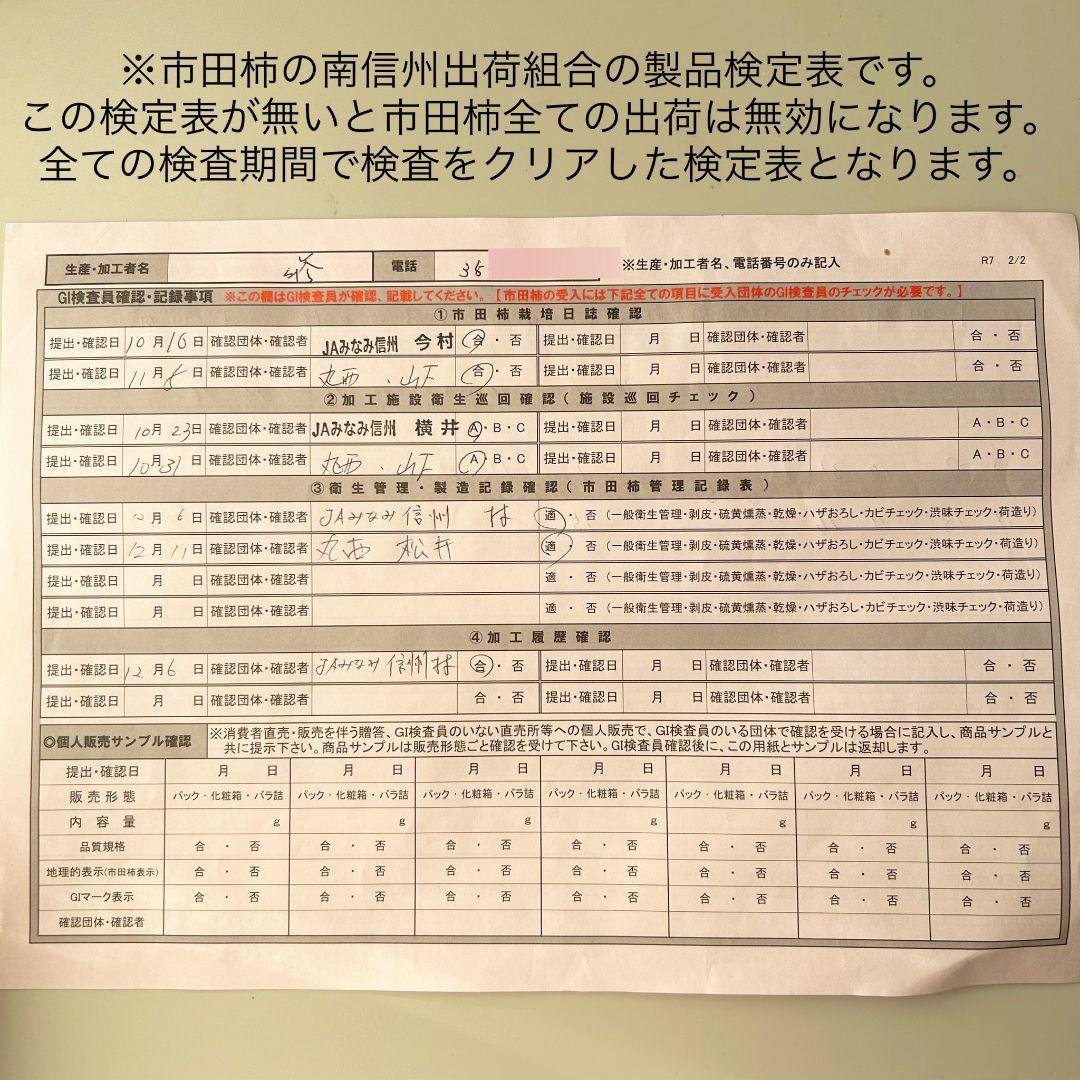 ※市田柿の南信州出荷組合の製品検定表です。
この検定表が無いと市田柿全ての出荷は無効になります。
全ての検査期間で検査をクリアした検定表となります。
生産・加工者名 電話 35 ※生産・加工者名、電話番号のみ記入 R7 2/2
GI検査員確認・記録事項 ※この欄はGI検査員が確認、記載してください。【市田柿の受入には下記全ての項目に受入団体のGI検査員のチェックが必要です。】
①市田柿栽培日誌確認
提出・確認日 10月16日 確認団体・確認者 JAみなみ信州 今村 合・否 提出・確認日 月 日 確認団体・確認者 合・否
提出・確認日 11月5日 確認団体・確認者 丸西・山下 合・否 提出・確認日 月 日 確認団体・確認者 合・否
②加工施設衛生巡回確認(施設巡回チェック)
提出・確認日 10月23日 確認団体・確認者 JAみなみ信州 横井 A・B・C 提出・確認日 月 日 確認団体・確認者 A・B・C
提出・確認日 10月31日 確認団体・確認者 丸西・山下 A・B・C 提出・確認日 月 日 確認団体・確認者 A・B・C
③衛生管理・製造記録確認(市田柿管理記録表)
提出・確認日 12月6日 確認団体・確認者 JAみなみ信州 適・否 (一般衛生管理・剥皮・硫黄燻蒸・乾燥・ハザおろし・カビチェック・渋味チェック・荷造り)
提出・確認日 12月11日 確認団体・確認者 丸西 松井 適・否 (一般衛生管理・剥皮・硫黄燻蒸・乾燥・ハザおろし・カビチェック・渋味チェック・荷造り)
提出・確認日 月 日 確認団体・確認者 適・否 (一般衛生管理・剥皮・硫黄燻蒸・乾燥・ハザおろし・カビチェック・渋味チェック・荷造り)
提出・確認日 月 日 確認団体・確認者 適・否 (一般衛生管理・剥皮・硫黄燻蒸・乾燥・ハザおろし・カビチェック・渋味チェック・荷造り)
④加工履歴確認
提出・確認日 12月6日 確認団体・確認者 JAみなみ信州 合・否 提出・確認日 月 日 確認団体・確認者 合・否
提出・確認日 月 日 確認団体・確認者 合・否 提出・確認日 月 日 確認団体・確認者 合・否
◎個人販売サンプル確認 ※消費者直売・販売を伴う贈答、GI検査員のいない直売所等への個人販売で、GI検査員のいる団体で確認を受ける場合に記入し、商品サンプルと
共に提示下さい。商品サンプルは販売形態ごと確認を受けて下さい。GI検査員確認後に、この用紙とサンプルは返却します。
提出・確認日 月 日 月 日 月 日 月 日 月 日 月 日 月 日
販売形態 パック・化粧箱・バラ詰 パック・化粧箱・バラ詰 パック・化粧箱・バラ詰 パック・化粧箱・バラ詰 パック・化粧箱・バラ詰 パック・化粧箱・バラ詰 パック・化粧箱・バラ詰
内容量 g g g g g g g
品質規格 合・否 合・否 合・否 合・否 合・否 合・否 合・否
地理的表示(市田柿表示) 合・否 合・否 合・否 合・否 合・否 合・否 合・否
GIマーク表示 合・否 合・否 合・否 合・否 合・否 合・否 合・否
確認団体・確認者